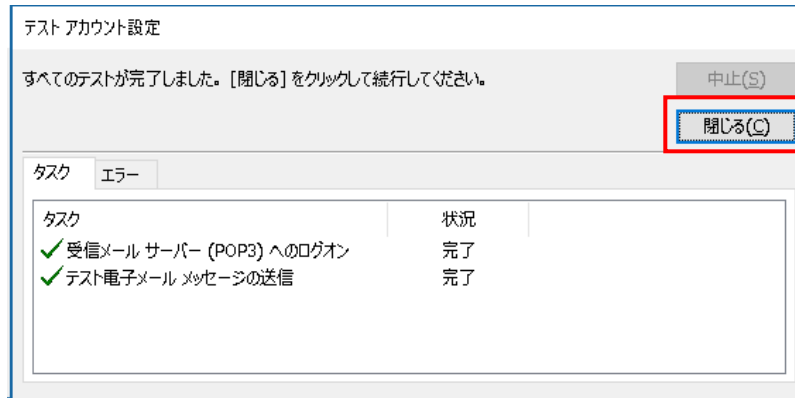 テスト アカウント設定
すべてのテストが完了しました。[閉じる] をクリックして続行してください。
中止(S)
閉じる(C)
タスク エラー
タスク 状況
受信メール サーバー (POP3) へのログオン 完了
テスト電子メール メッセージの送信 完了